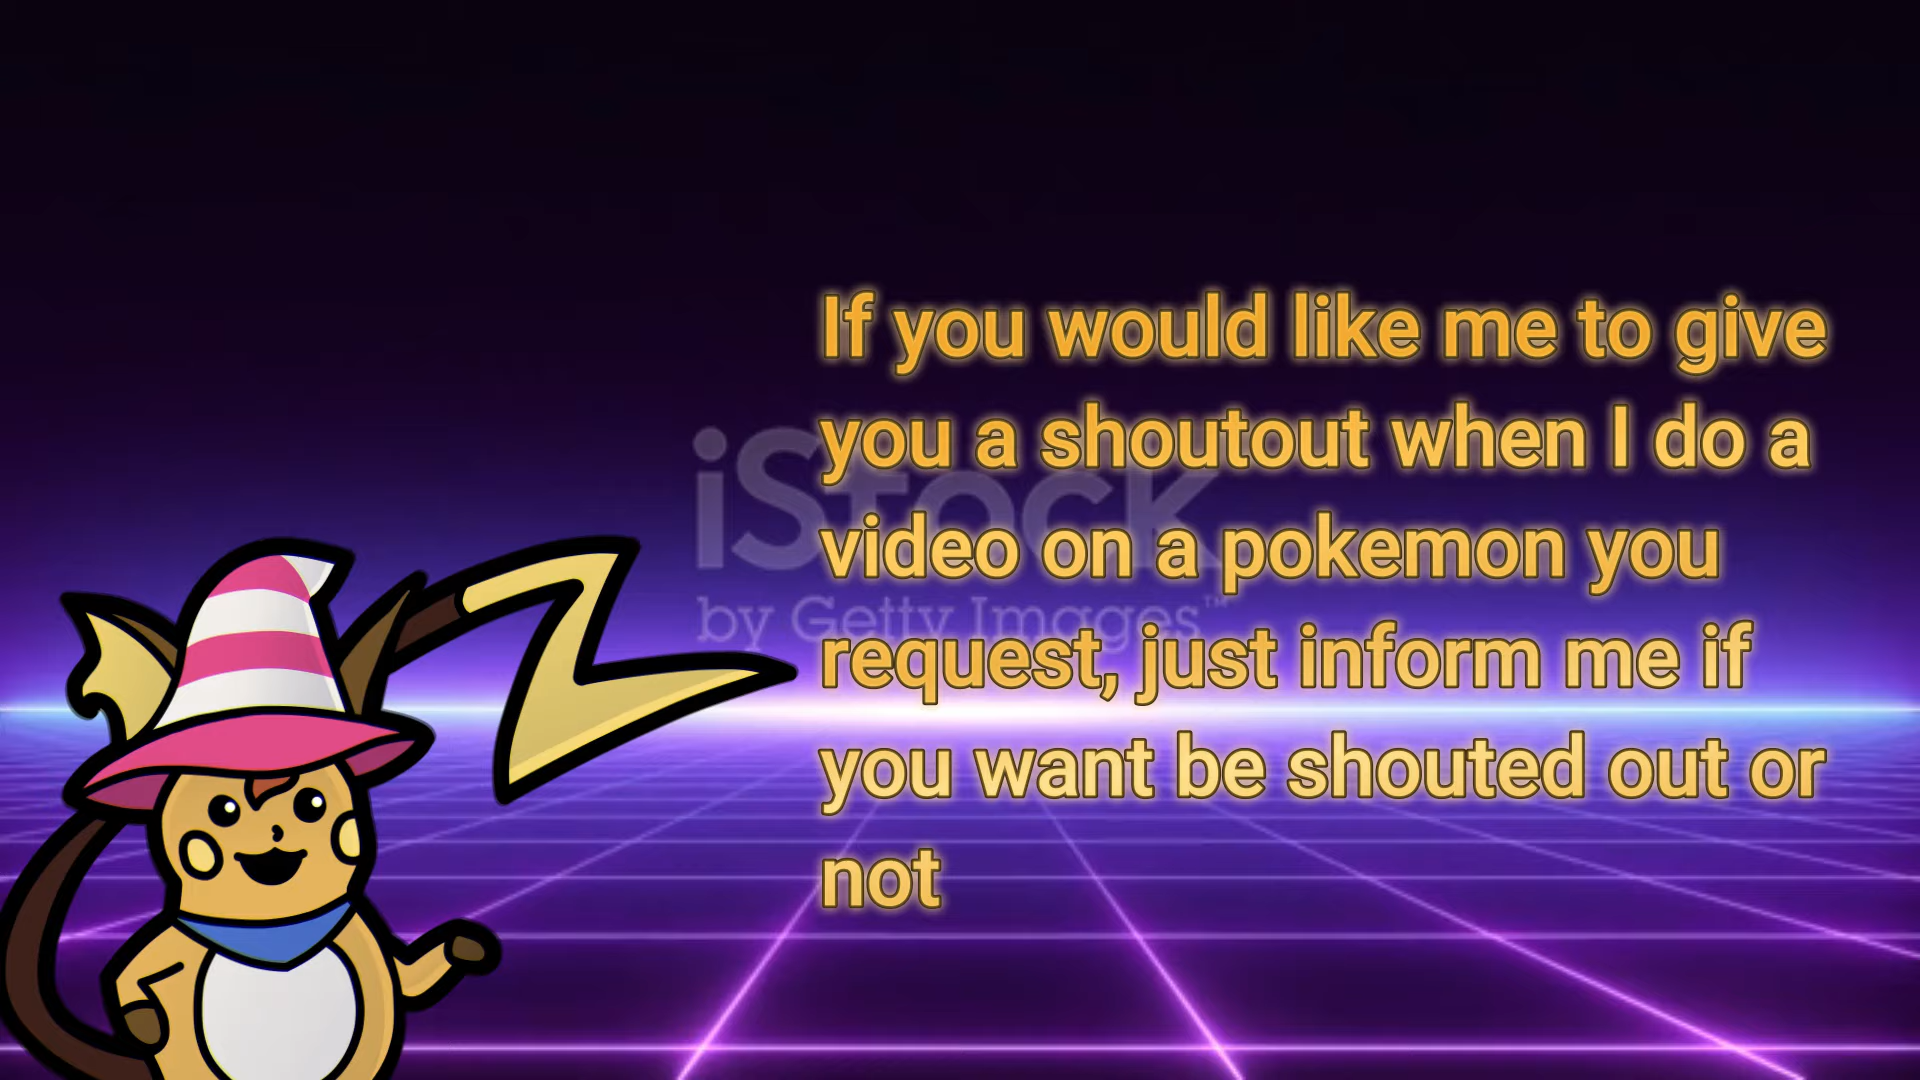 If you would like me to give
you a shoutout when I do a
iStock
video on a pokemon you
by Getty Images™
request, just inform me if
you want be shouted out or
not